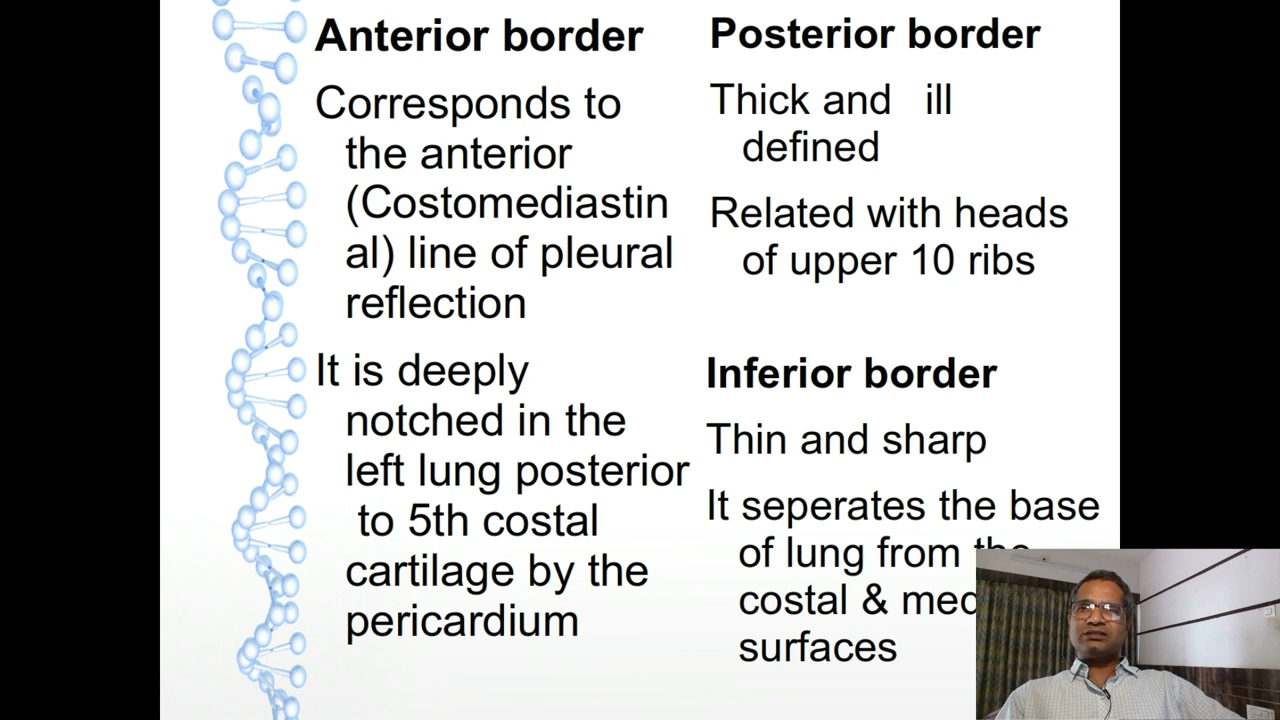 Anterior border
Corresponds to
the anterior
(Costomediastin
al) line of pleural
reflection
It is deeply
notched in the
left lung posterior
to 5th costal
cartilage by the
pericardium
Posterior border
Thick and ill
defined
Related with heads
of upper 10 ribs
Inferior border
Thin and sharp
It seperates the base
of lung from the
costal &
surfaces